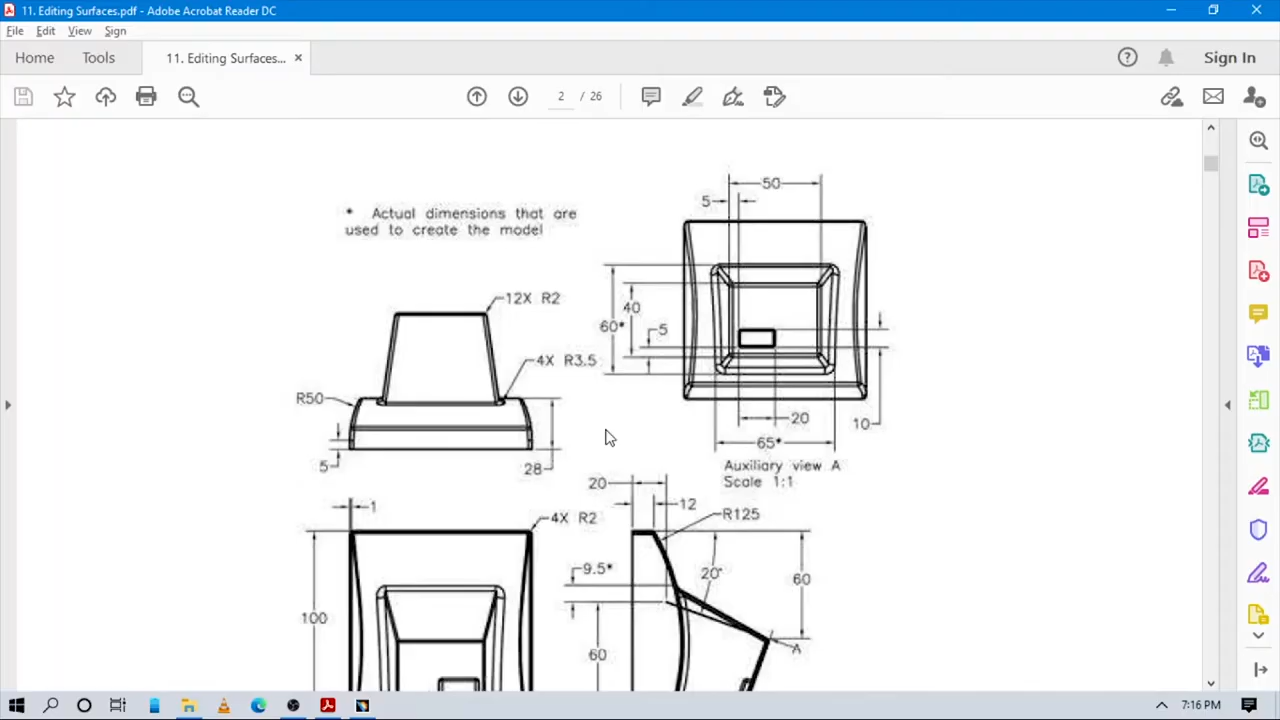 11. Editing Surfaces.pdf - Adobe Acrobat Reader DC
File Edit View Sign
Home Tools 11. Editing Surfaces... × Sign In
2 / 26
* Actual dimensions that are
used to create the model
50
5
12X R2
40
60*
5
4X R3.5
R50
20
10
65*
5
28
Auxiliary view A
Scale 1:1
20
1
12
4X R2
R125
9.5*
20°
60
100
60
A
7:16 PM